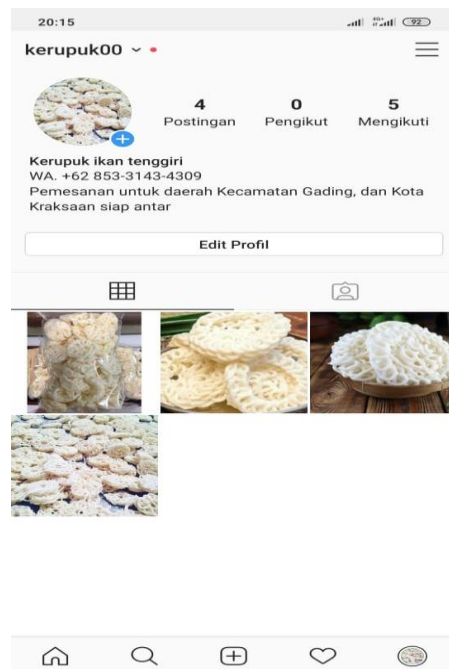 20:15
4G+
92
kerupuk00
4 0 5
Postingan Pengikut Mengikuti
Kerupuk ikan tenggiri
WA. +62 853-3143-4309
Pemesanan untuk daerah Kecamatan Gading, dan Kota
Kraksaan siap antar
Edit Profil